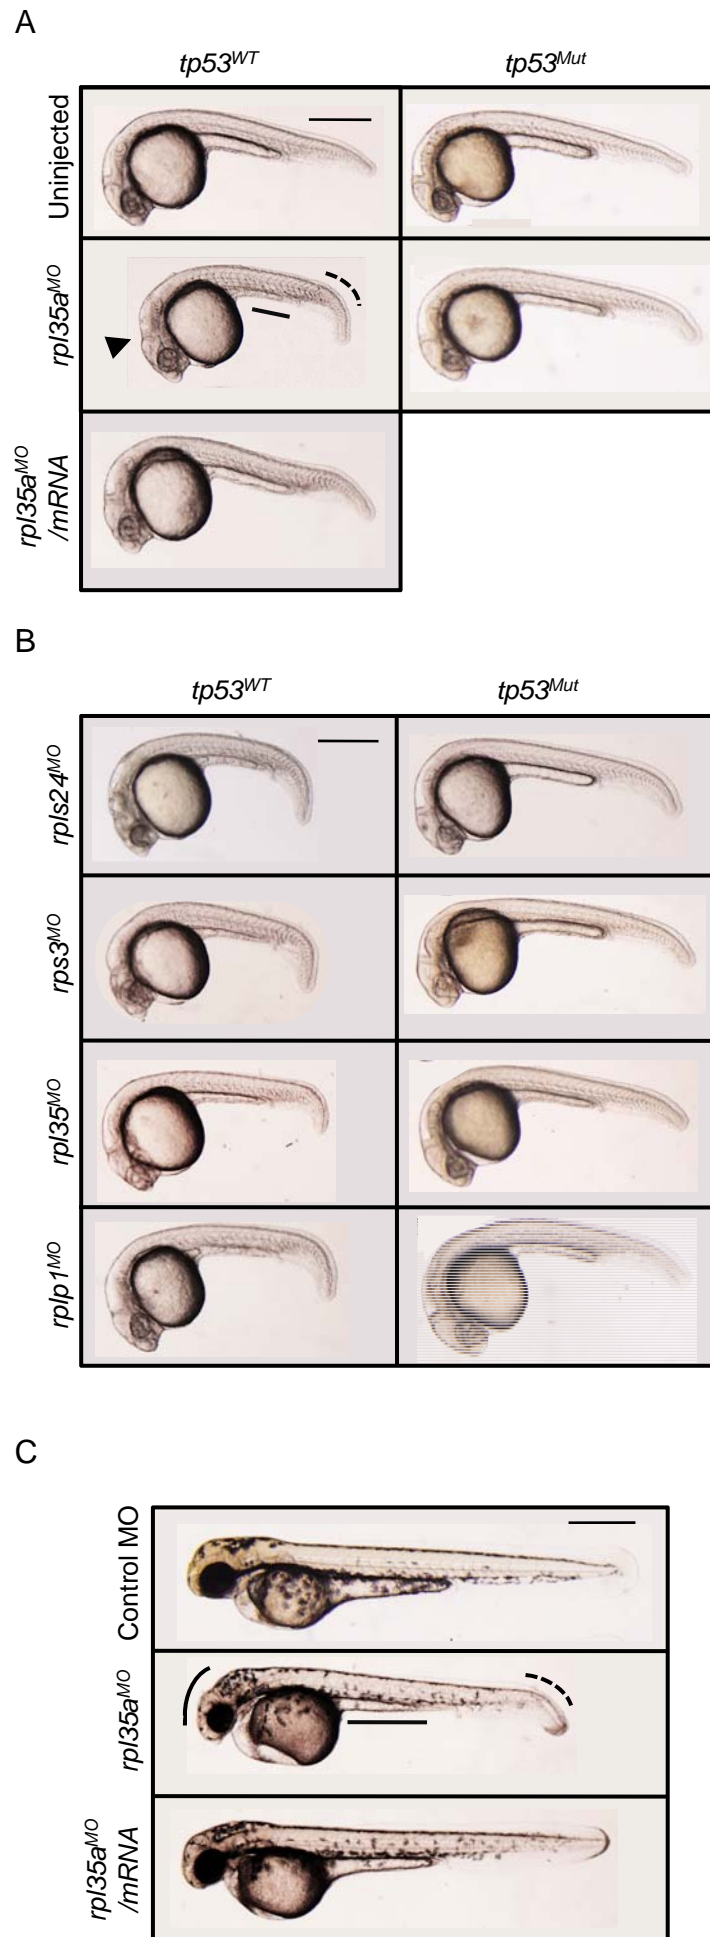 A
tp53WT tp53Mut
Uninjected
rpl35aMO
rpl35aMO
/mRNA
B
tp53WT tp53Mut
rpls24MO
rps3MO
rpl35MO
rplp1MO
C
Control MO
rpl35aMO
rpl35aMO
/mRNA